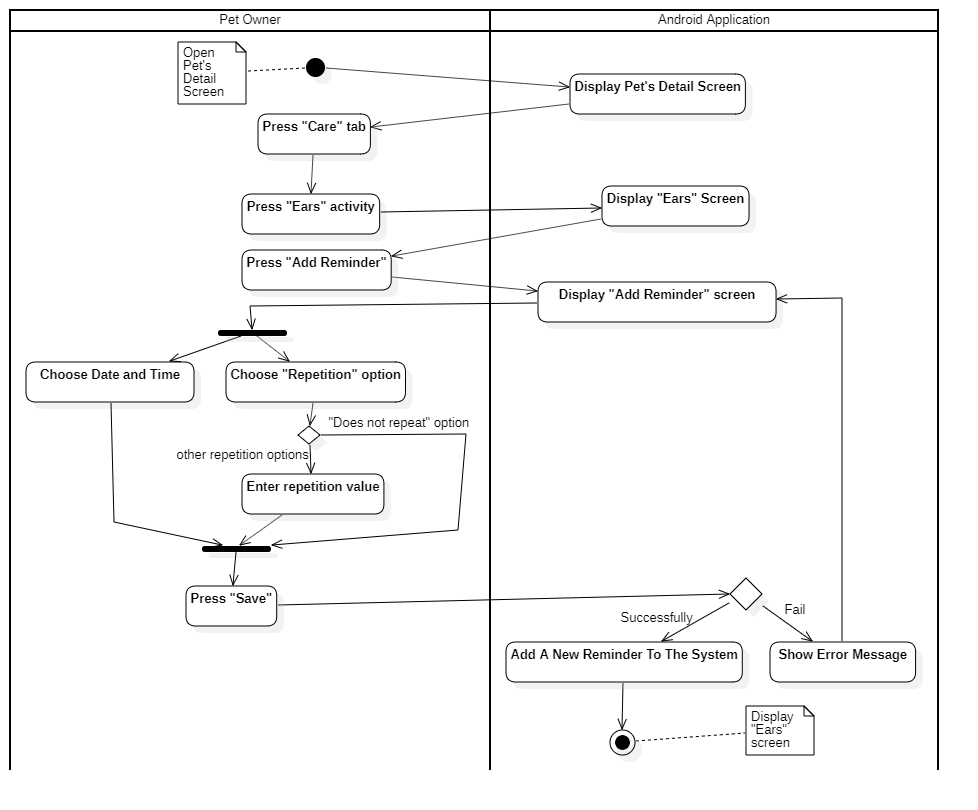 Pet Owner
Android Application
Open
Pet's
Detail
Screen
Display Pet's Detail Screen
Press "Care" tab
Press "Ears" activity
Display "Ears" Screen
Press "Add Reminder"
Display "Add Reminder" screen
Choose Date and Time
Choose "Repetition" option
"Does not repeat" option
other repetition options
Enter repetition value
Press "Save"
Successfully
Fail
Add A New Reminder To The System
Show Error Message
Display
"Ears"
screen